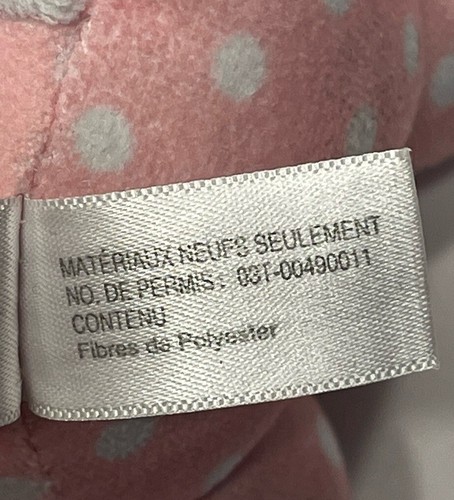 MATÉRIAUX NEUFS SEULEMENT
NO. DE PERMIS : 03T-00490011
CONTENU
Fibres de Polyester